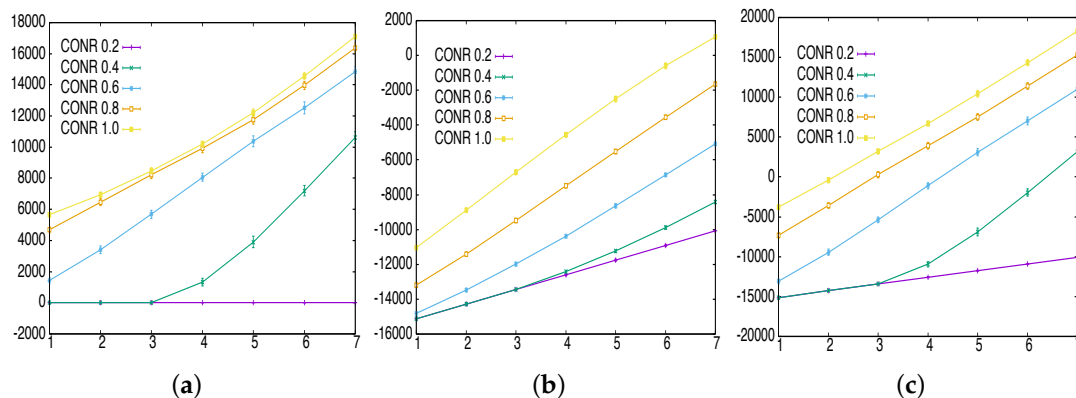 18000
16000
14000
12000
10000
8000
6000
4000
2000
0
-2000
CONR 0.2
CONR 0.4
CONR 0.6
CONR 0.8
CONR 1.0
1 2 3 4 5 6 7
(a)
2000
0
-2000
-4000
-6000
-8000
-10000
-12000
-14000
-16000
CONR 0.2
CONR 0.4
CONR 0.6
CONR 0.8
CONR 1.0
1 2 3 4 5 6 7
(b)
20000
15000
10000
5000
0
-5000
-10000
-15000
-20000
CONR 0.2
CONR 0.4
CONR 0.6
CONR 0.8
CONR 1.0
1 2 3 4 5 6
(c)